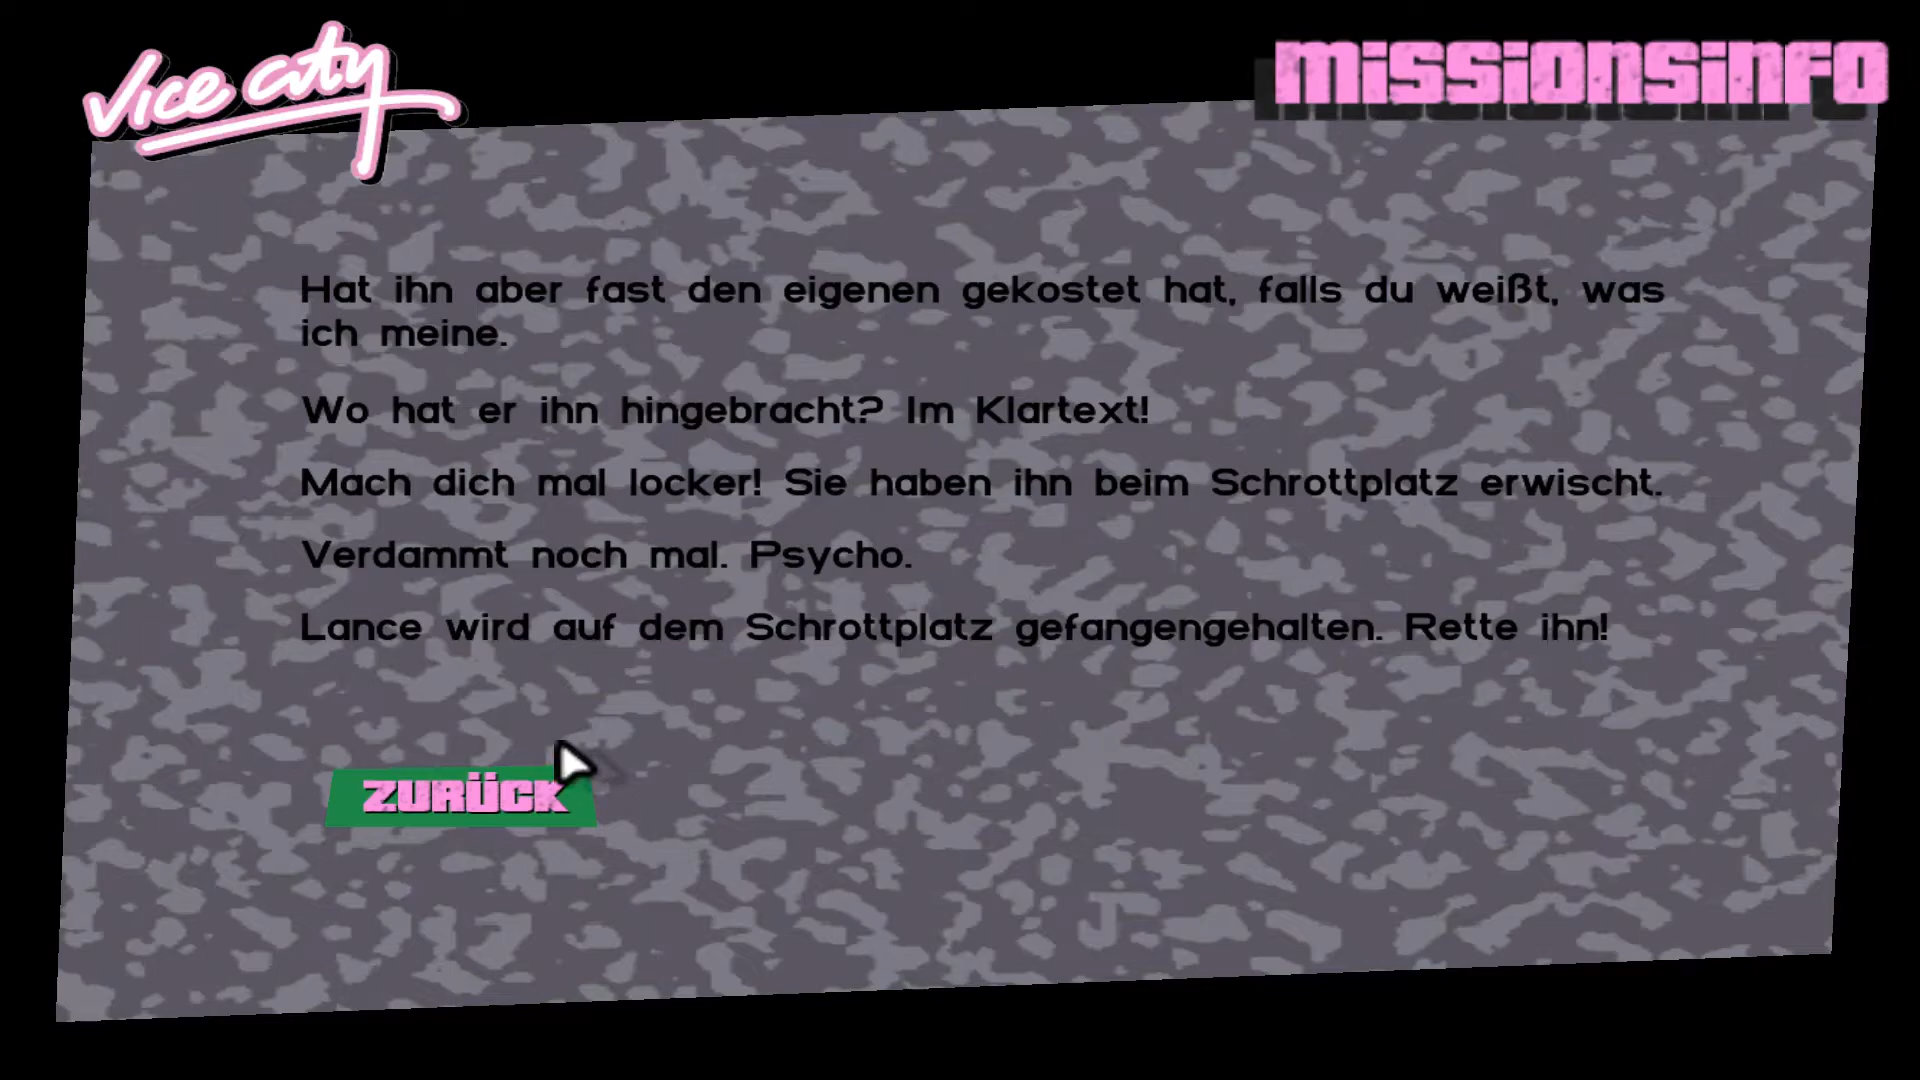 vice city
missionsinfo
Hat ihn aber fast den eigenen gekostet hat, falls du weißt, was
ich meine.
Wo hat er ihn hingebracht? Im Klartext!
Mach dich mal locker! Sie haben ihn beim Schrottplatz erwischt.
Verdammt noch mal. Psycho.
Lance wird auf dem Schrottplatz gefangengehalten. Rette ihn!
ZURÜCK